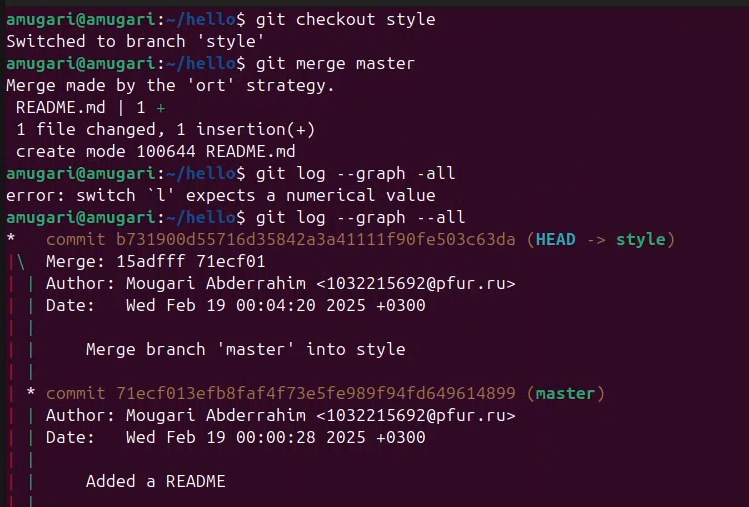 amugari@amugari:~/hello$ git checkout style
Switched to branch 'style'
amugari@amugari:~/hello$ git merge master
Merge made by the 'ort' strategy.
 README.md | 1 +
 1 file changed, 1 insertion(+)
 create mode 100644 README.md
amugari@amugari:~/hello$ git log --graph -all
error: switch `l' expects a numerical value
amugari@amugari:~/hello$ git log --graph --all
*   commit b731900d55716d35842a3a41111f90fe503c63da (HEAD -> style)
|\  Merge: 15adfff 71ecf01
| | Author: Mougari Abderrahim <1032215692@pfur.ru>
| | Date:   Wed Feb 19 00:04:20 2025 +0300
| |
| |     Merge branch 'master' into style
| |
| * commit 71ecf013efb8faf4f73e5fe989f94fd649614899 (master)
| | Author: Mougari Abderrahim <1032215692@pfur.ru>
| | Date:   Wed Feb 19 00:00:28 2025 +0300
| |
| |     Added a README
| |